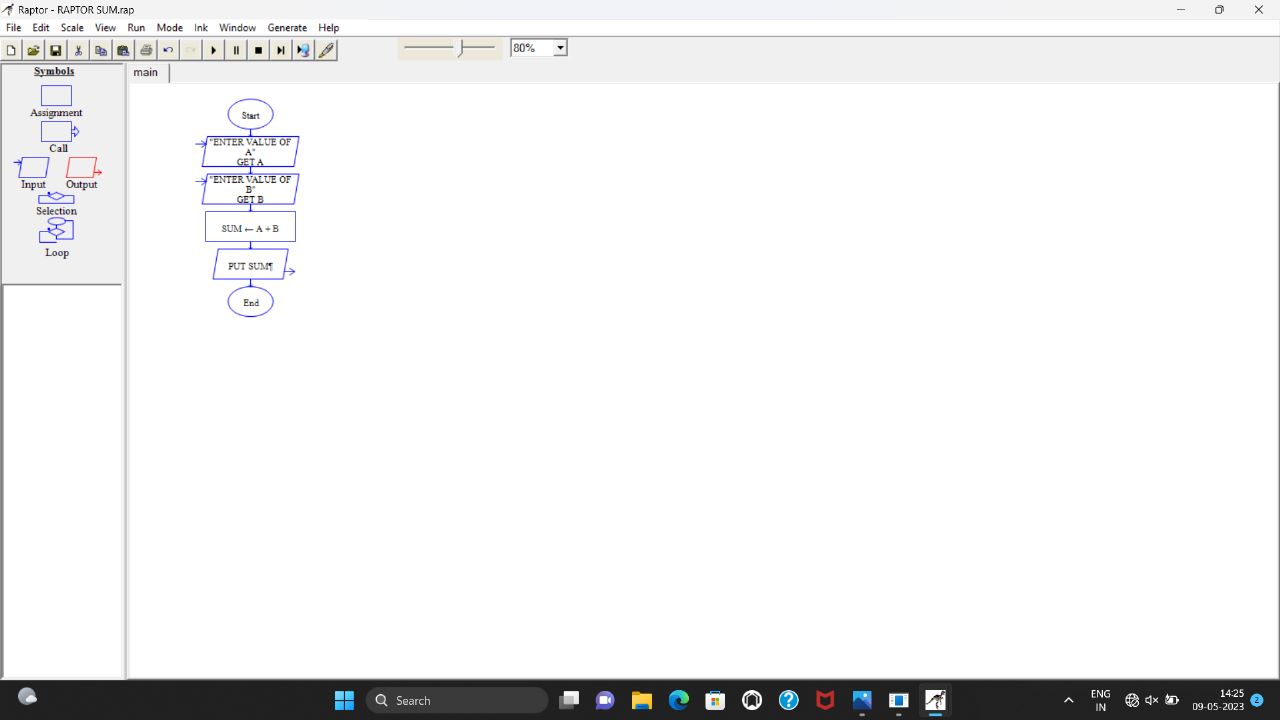 Raptor - RAPTOR SUM.rap
File Edit Scale View Run Mode Ink Window Generate Help
80%
Symbols
Assignment
Call
Input Output
Selection
Loop
main
Start
"ENTER VALUE OF
A"
GET A
"ENTER VALUE OF
B"
GET B
SUM ← A + B
PUT SUM¶
End
Search
ENG
IN
14:25
09-05-2023
2